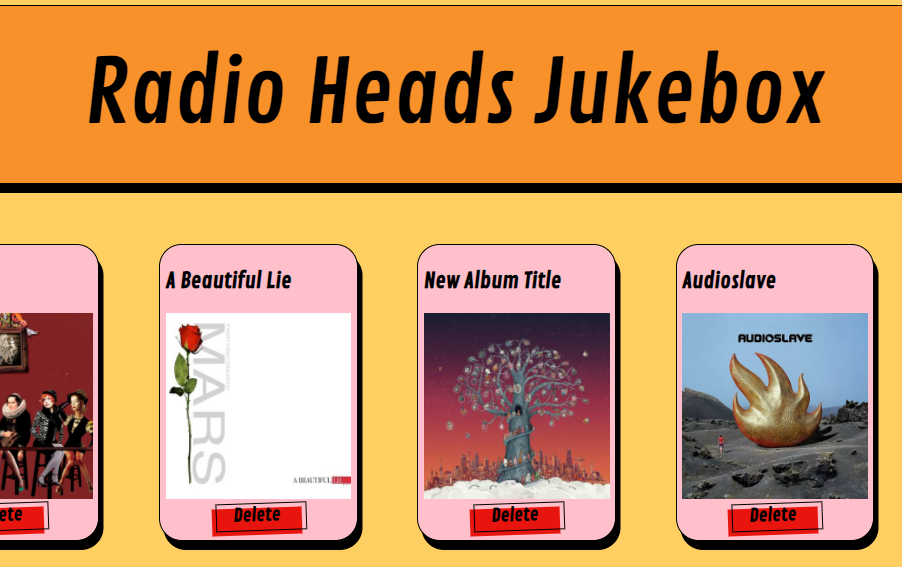 Radio Heads Jukebox
A Beautiful Lie
New Album Title
Audioslave
MARS
A BEAUTIFUL LIE
AUDIOSLAVE
ete
Delete
Delete
Delete